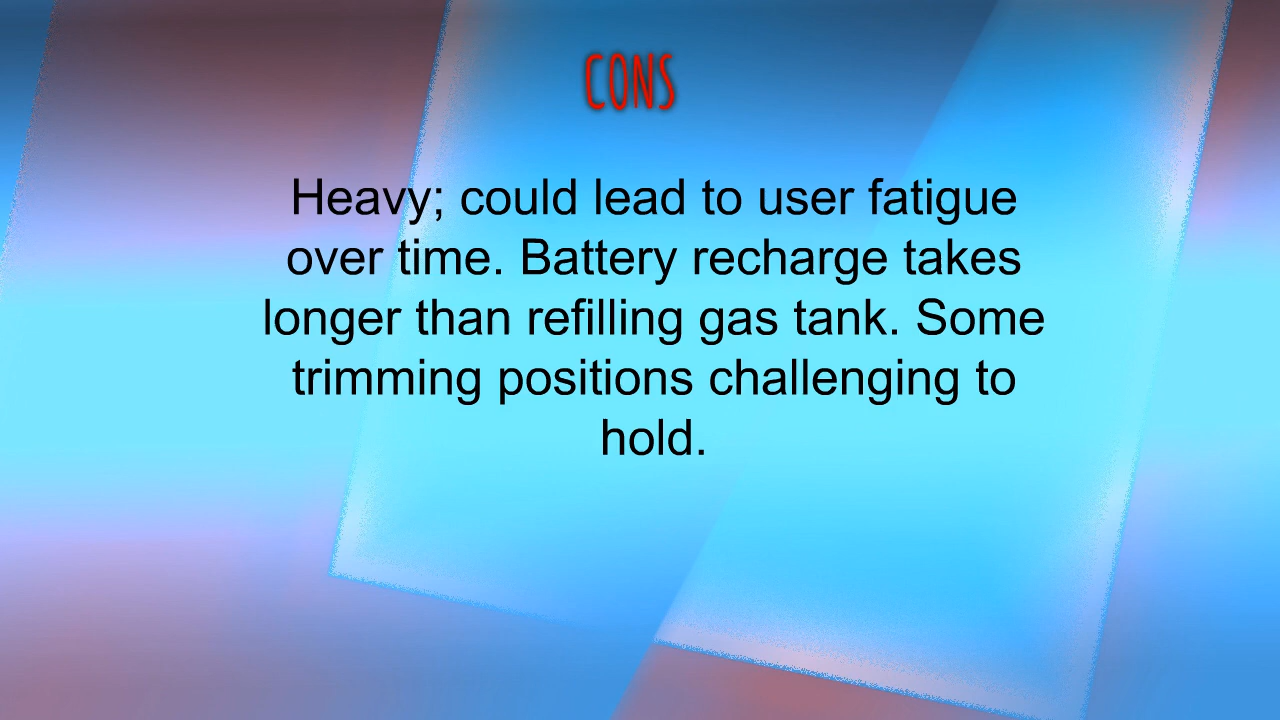 CONS
Heavy; could lead to user fatigue
over time. Battery recharge takes
longer than refilling gas tank. Some
trimming positions challenging to
hold.